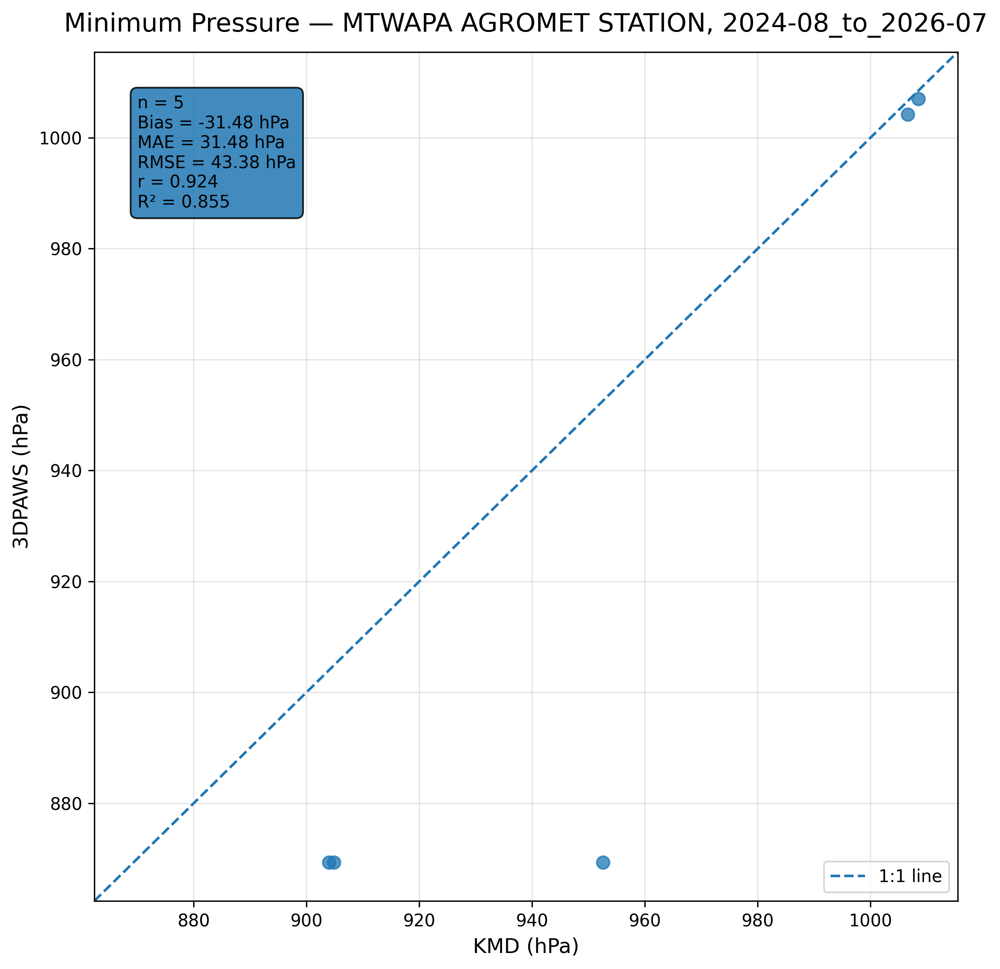 Minimum Pressure — MTWAPA AGROMET STATION, 2024-08_to_2026-07
n = 5
Bias = -31.48 hPa
MAE = 31.48 hPa
RMSE = 43.38 hPa
r = 0.924
R² = 0.855
1000
980
960
940
920
900
880
3DPAWS (hPa)
1:1 line
880
900
920
940
960
980
1000
KMD (hPa)